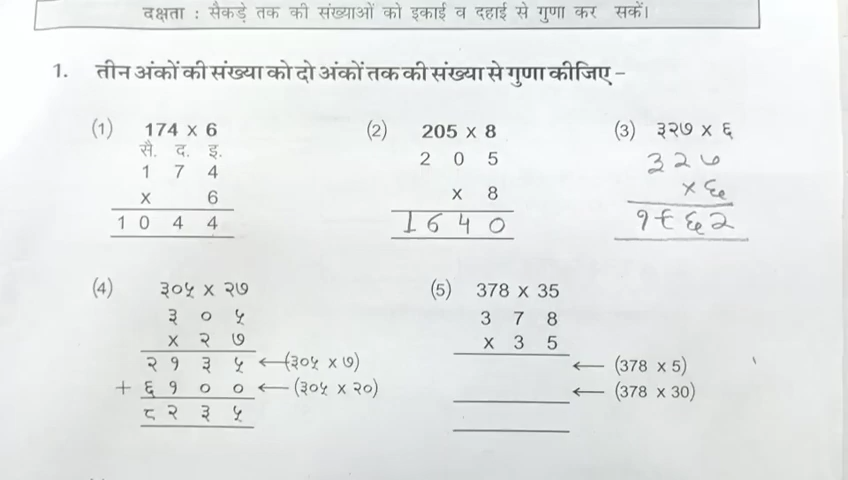 दक्षता : सैकड़े तक की संख्याओं को इकाई व दहाई से गुणा कर सकें।
1. तीन अंकों की संख्या को दो अंकों तक की संख्या से गुणा कीजिए –
(1) 174 x 6
सै. द. इ.
1 7 4
x 6
1 0 4 4
(2) 205 x 8
2 0 5
x 8
1 6 4 0
(3) ३२७ x ६
३२७
x ६
१९६२
(4) ३०५ x २७
३ ० ५
x २ ७
२ १ ३ ५ ← (३०५ x ७)
+ ६ १ ० ० ← (३०५ x २०)
८ २ ३ ५
(5) 378 x 35
3 7 8
x 3 5
← (378 x 5)
← (378 x 30)